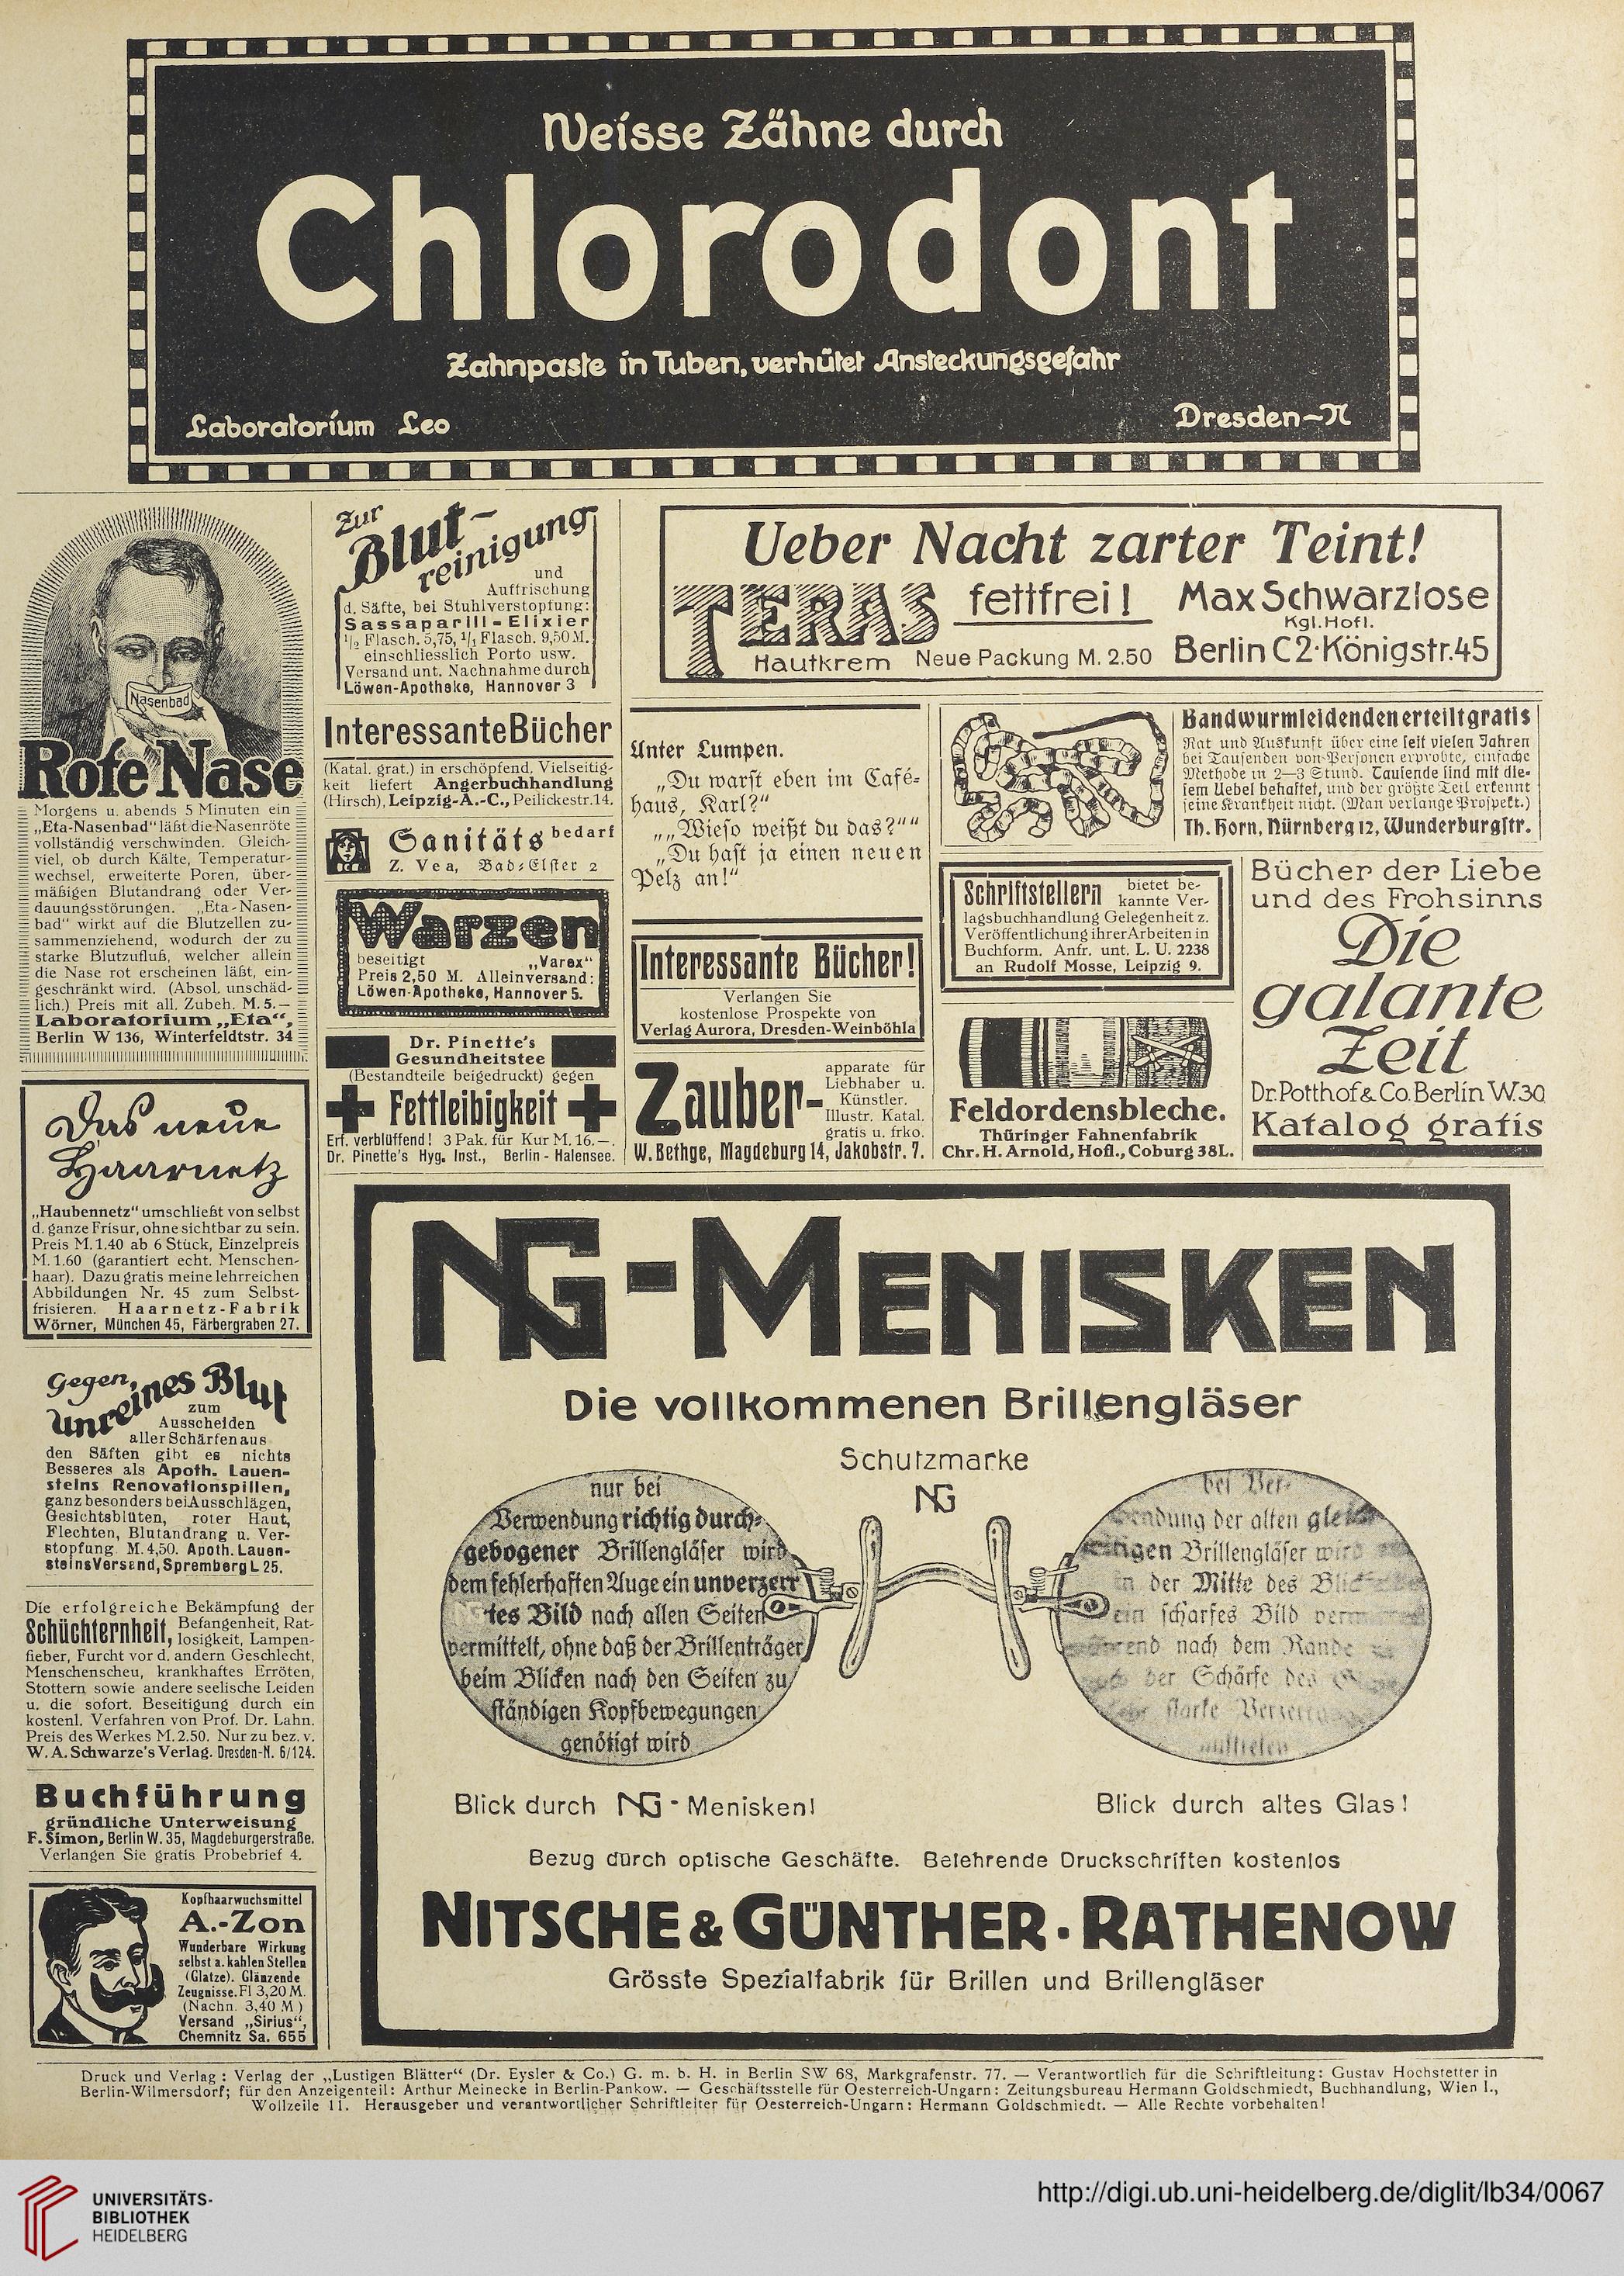 Weisse Zähne durch
Chlorodont
Zahnpaste in Tuben, verhütet Ansteckungsgefahr
Laboratorium Leo
Dresden-N
Nasenbad
Rote Nase
Morgens u. abends 5 Minuten ein
„Eta-Nasenbad“ läßt die Nasenröte
vollständig verschwinden. Gleich-
viel, ob durch Kälte, Temperatur-
wechsel, erweiterte Poren, über-
mäßigen Blutandrang oder Ver-
dauungsstörungen. „Eta-Nasen-
bad“ wirkt auf die Blutzellen zu-
sammenziehend, wodurch der zu
starke Blutzufluß, welcher allein
die Nase rot erscheinen läßt, ein-
geschränkt wird. (Absol. unschäd-
lich.) Preis mit all. Zubeh. M. 5.—
Laboratorium „Eta“,
Berlin W 136, Winterfeldtstr. 34
Das neue
Haarnetz
„Haubennetz“ umschließt von selbst
d. ganze Frisur, ohne sichtbar zu sein.
Preis M. 1.40 ab 6 Stück, Einzelpreis
M. 1.60 (garantiert echt. Menschen-
haar). Dazu gratis meine lehrreichen
Abbildungen Nr. 45 zum Selbst-
frisieren. Haarnetz-Fabrik
Wörner, München 45, Färbergraben 27.
Gegen
unreines Blut
zum
Ausscheiden
aller Schärfen aus
den Säften gibt es nichts
Besseres als Apoth. Lauen-
steins Renovationspillen,
ganz besonders bei Ausschlägen,
Gesichtsblüten, roter Haut,
Flechten, Blutandrang u. Ver-
stopfung. M. 4,50. Apoth. Lauen-
steins Versand, Spremberg L 25.
Die erfolgreiche Bekämpfung der
Schüchternheit, Befangenheit, Rat-
losigkeit, Lampen-
fieber, Furcht vor d. andern Geschlecht,
Menschenscheu, krankhaftes Erröten,
Stottern sowie andere seelische Leiden
u. die sofort. Beseitigung durch ein
kostenl. Verfahren von Prof. Dr. Lahn.
Preis des Werkes M. 2.50. Nur zu bez. v.
W. A. Schwarze's Verlag. Dresden-N. 6/124.
Buchführung
gründliche Unterweisung
F. Simon, Berlin W. 35, Magdeburgerstraße.
Verlangen Sie gratis Probebrief 4.
Kopfhaarwuchsmittel
A.-Zon
Wunderbare Wirkung
selbst a. kahlen Stellen
(Glatze). Glänzende
Zeugnisse. Fl 3,20 M.
(Nachn. 3,40 M)
Versand „Sirius“,
Chemnitz Sa. 655
Zur
Blut-
reinigung
und
Auffrischung
d. Säfte, bei Stuhlverstopfung:
Sassaparill-Elixier
1/2 Flasch. 5,75, 1/1 Flasch. 9,50 M.
einschliesslich Porto usw.
Versand unt. Nachnahme durch
Löwen-Apotheke, Hannover 3
Interessante Bücher
(Katal. grat.) in erschöpfend. Vielseitig-
keit liefert Angerbuchhandlung
(Hirsch), Leipzig-A.-C., Peilickestr. 14.
Sanitätsbedarf
Z. Vea, Bad-Elster 2
Warzen
beseitigt „Varex“
Preis 2,50 M. Alleinversand:
Löwen-Apotheke, Hannover 5.
Dr. Pinette's
Gesundheitstee
(Bestandteile beigedruckt) gegen
Fettleibigkeit
Erf. verblüffend! 3 Pak. für Kur M. 16.—.
Dr. Pinette's Hyg. Inst., Berlin-Halensee.
Ueber Nacht zarter Teint!
TERAS fettfrei!
Hautkrem Neue Packung M. 2.50
Max Schwarzlose
Kgl. Hofl.
Berlin C2·Königstr. 45
Unter Lumpen.
„Du warst eben im Café-
haus, Karl?“
„„Wieso weißt du das?““
„Du hast ja einen neuen
Pelz an!“
Interessante Bücher!
Verlangen Sie
kostenlose Prospekte von
Verlag Aurora, Dresden-Weinböhla
Zauber-
apparate für
Liebhaber u.
Künstler.
Illustr. Katal.
gratis u. frko.
W. Bethge, Magdeburg 14, Jakobstr. 7.
Bandwurmleidenden erteilt gratis
Rat und Auskunft über eine seit vielen Jahren
bei Tausenden von Personen erprobte, einfache
Methode in 2—3 Stund. Tausende sind mit die-
sem Uebel behaftet, und der größte Teil erkennt
seine Krankheit nicht. (Man verlange Prospekt.)
Th. Horn, Nürnberg 12, Wunderburgstr.
Schriftstellern bietet be-
kannte Ver-
lagsbuchhandlung Gelegenheit z.
Veröffentlichung ihrer Arbeiten in
Buchform. Anfr. unt. L. U. 2238
an Rudolf Mosse, Leipzig 9.
Feldordensbleche.
Thüringer Fahnenfabrik
Chr. H. Arnold, Hofl., Coburg 38L.
Bücher der Liebe
und des Frohsinns
Die
galante
Zeit
Dr. Potthof & Co. Berlin W. 30
Katalog gratis
NG-MENISKEN
Die vollkommenen Brillengläser
Schutzmarke
NG
nur bei
Verwendung richtig durch-
gebogener Brillengläser wird
dem fehlerhaften Auge ein unverzerr
tes Bild nach allen Seiten
vermittelt, ohne daß der Brillenträger
beim Blicken nach den Seiten zu
ständigen Kopfbewegungen
genötigt wird
bei Ver-
wendung der alten gleich
Brillengläser wird
in der Mitte des
ein scharfes Bild
nach dem Rande
der Schärfe des
starke
auftreten
Blick durch NG-Menisken!
Blick durch altes Glas!
Bezug durch optische Geschäfte. Belehrende Druckschriften kostenlos
NITSCHE & GÜNTHER · RATHENOW
Grösste Spezialfabrik für Brillen und Brillengläser
Druck und Verlag: Verlag der „Lustigen Blätter“ (Dr. Eysler & Co.) G. m. b. H. in Berlin SW 68, Markgrafenstr. 77. — Verantwortlich für die Schriftleitung: Gustav Hochstetter in
Berlin-Wilmersdorf; für den Anzeigenteil: Arthur Meinecke in Berlin-Pankow. — Geschäftsstelle für Oesterreich-Ungarn: Zeitungsbureau Hermann Goldschmiedt, Buchhandlung, Wien I.,
Wollzeile 11. Herausgeber und verantwortlicher Schriftleiter für Oesterreich-Ungarn: Hermann Goldschmiedt. — Alle Rechte vorbehalten!
UNIVERSITÄTS-
BIBLIOTHEK
HEIDELBERG
http://digi.ub.uni-heidelberg.de/diglit/lb34/0067